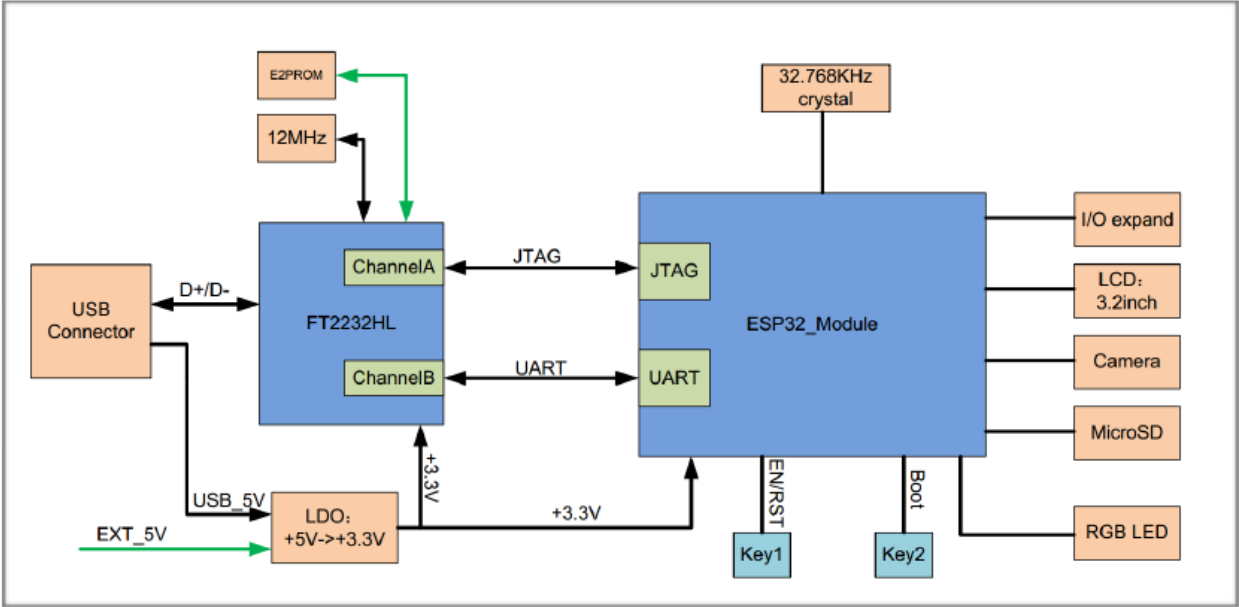 E2PROM
12MHz
32.768KHz
crystal
USB
Connector
D+/D-
FT2232HL
ChannelA
ChannelB
JTAG
UART
JTAG
UART
ESP32_Module
I/O expand
LCD：
3.2inch
Camera
MicroSD
RGB LED
USB_5V
EXT_5V
LDO：
+5V->+3.3V
+3.3V
+3.3V
EN/RST
Boot
Key1
Key2